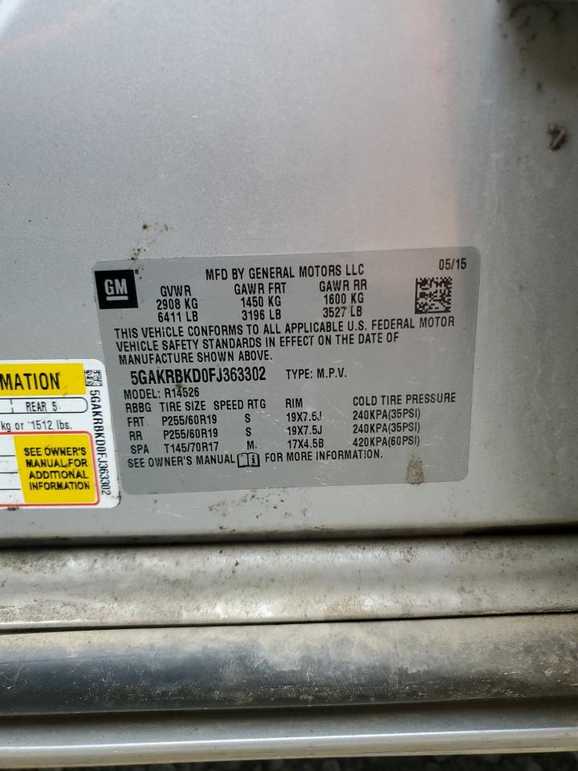 GM
MFD BY GENERAL MOTORS LLC 05/15
GVWR GAWR FRT GAWR RR
2908 KG 1450 KG 1600 KG
6411 LB 3196 LB 3527 LB
THIS VEHICLE CONFORMS TO ALL APPLICABLE U.S. FEDERAL MOTOR
VEHICLE SAFETY STANDARDS IN EFFECT ON THE DATE OF
MANUFACTURE SHOWN ABOVE.
5GAKRBKD0FJ363302 TYPE: M.P.V.
MODEL: R14526
RBBG TIRE SIZE SPEED RTG RIM COLD TIRE PRESSURE
FRT P255/60R19 S 19X7.5J 240KPA(35PSI)
RR P255/60R19 S 19X7.5J 240KPA(35PSI)
SPA T145/70R17 M 17X4.5B 420KPA(60PSI)
SEE OWNER'S MANUAL FOR MORE INFORMATION.
MATION
REAR 5
kg or 1512 lbs.
SEE OWNER'S
MANUAL FOR
ADDITIONAL
INFORMATION
5GAKRBKD0FJ363302